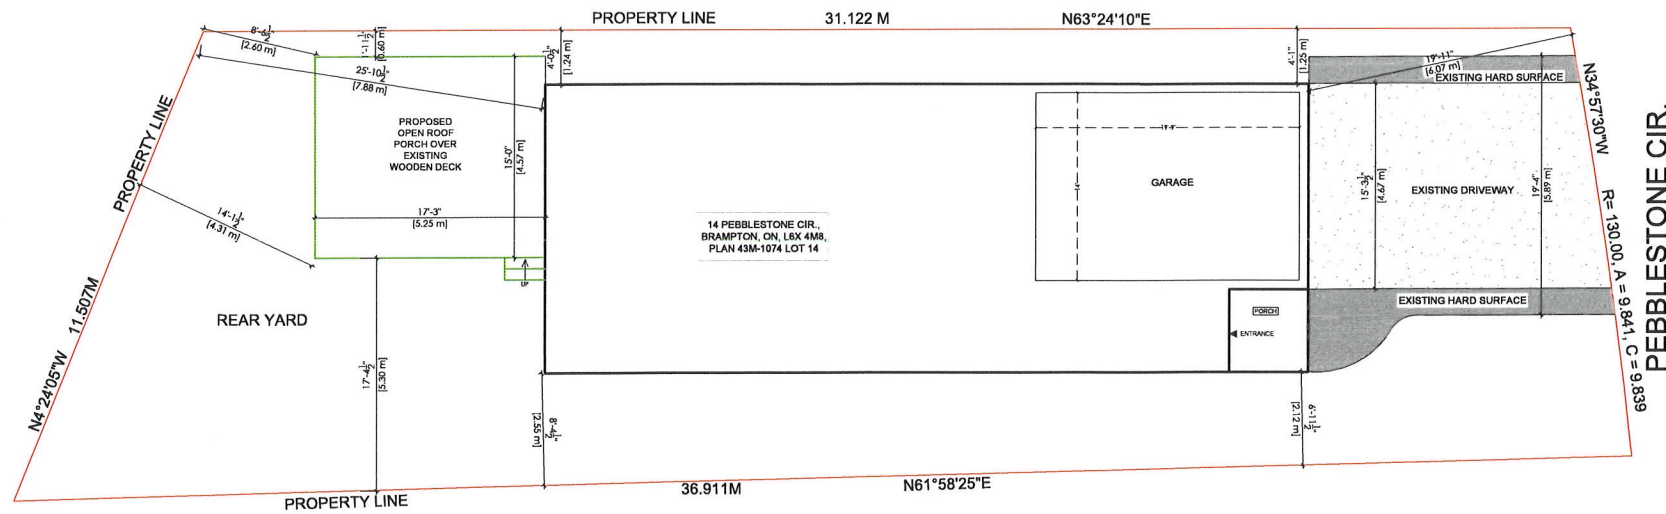 PROPERTY LINE
31.122 M
N63°24'10"E
8'-6½"
[2.60 m]
1'-11½"
[0.60 m]
4'-0½"
[1.24 m]
4'-1"
[1.25 m]
19'-11"
[6.07 m]
EXISTING HARD SURFACE
25'-10½"
[7.88 m]
PROPERTY LINE
PROPOSED
OPEN ROOF
PORCH OVER
EXISTING
WOODEN DECK
15'-0"
[4.57 m]
17'-3"
[5.25 m]
14'-1½"
[4.31 m]
UP
14 PEBBLESTONE CIR.,
BRAMPTON, ON, L6X 4M8,
PLAN 43M-1074 LOT 14
GARAGE
15'-3½"
[4.67 m]
EXISTING DRIVEWAY
19'-4"
[5.89 m]
N34°57'30"W
R= 130.00, A = 9.841, C = 9.839
PEBBLESTONE CIR.
EXISTING HARD SURFACE
PORCH
ENTRANCE
REAR YARD
N4°24'05"W
11.507M
17'-4½"
[5.30 m]
8'-4½"
[2.55 m]
6'-11½"
[2.12 m]
PROPERTY LINE
36.911M
N61°58'25"E